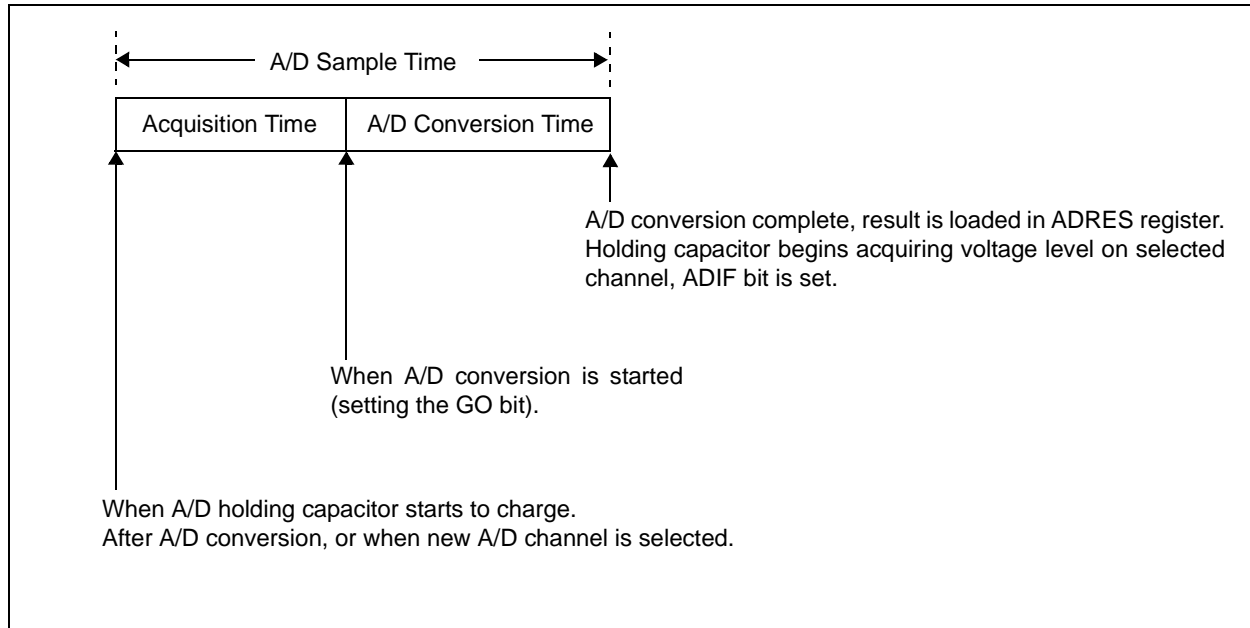 A/D Sample Time
Acquisition Time
A/D Conversion Time
A/D conversion complete, result is loaded in ADRES register.
Holding capacitor begins acquiring voltage level on selected
channel, ADIF bit is set.
When A/D conversion is started
(setting the GO bit).
When A/D holding capacitor starts to charge.
After A/D conversion, or when new A/D channel is selected.